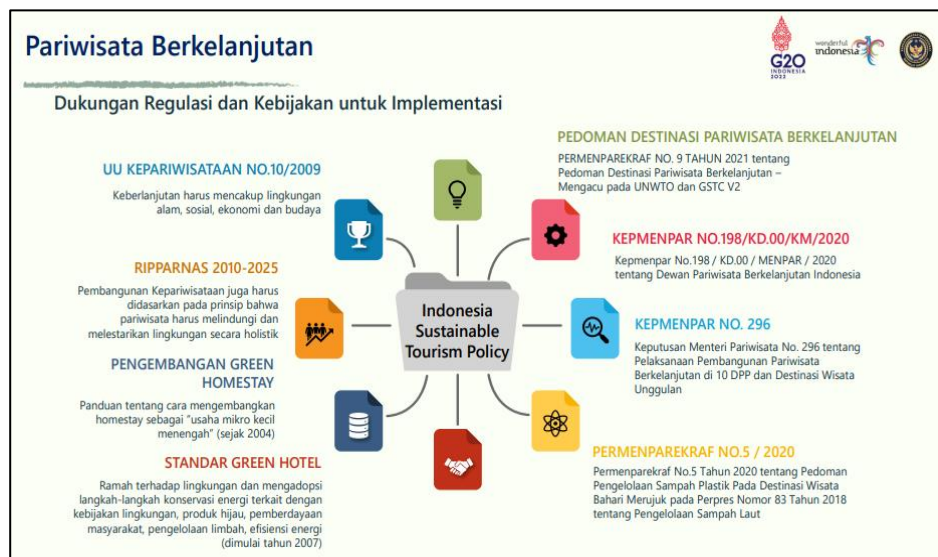 Pariwisata Berkelanjutan
G20
INDONESIA
2022
wonderful
indonesia
Dukungan Regulasi dan Kebijakan untuk Implementasi
UU KEPARIWISATAAN NO.10/2009
Keberlanjutan harus mencakup lingkungan
alam, sosial, ekonomi dan budaya
RIPPARNAS 2010-2025
Pembangunan Kepariwisataan juga harus
didasarkan pada prinsip bahwa
pariwisata harus melindungi dan
melestarikan lingkungan secara holistik
PENGEMBANGAN GREEN
HOMESTAY
Panduan tentang cara mengembangkan
homestay sebagai "usaha mikro kecil
menengah" (sejak 2004)
STANDAR GREEN HOTEL
Ramah terhadap lingkungan dan mengadopsi
langkah-langkah konservasi energi terkait dengan
kebijakan lingkungan, produk hijau, pemberdayaan
masyarakat, pengelolaan limbah, efisiensi energi
(dimulai tahun 2007)
Indonesia
Sustainable
Tourism Policy
PEDOMAN DESTINASI PARIWISATA BERKELANJUTAN
PERMENPAREKRAF NO. 9 TAHUN 2021 tentang
Pedoman Destinasi Pariwisata Berkelanjutan –
Mengacu pada UNWTO dan GSTC V2
KEPMENPAR NO.198/KD.00/KM/2020
Kepmenpar No.198 / KD.00 / MENPAR / 2020
tentang Dewan Pariwisata Berkelanjutan Indonesia
KEPMENPAR NO. 296
Keputusan Menteri Pariwisata No. 296 tentang
Pelaksanaan Pembangunan Pariwisata
Berkelanjutan di 10 DPP dan Destinasi Wisata
Unggulan
PERMENPAREKRAF NO.5 / 2020
Permenparekraf No.5 Tahun 2020 tentang Pedoman
Pengelolaan Sampah Plastik Pada Destinasi Wisata
Bahari Merujuk pada Perpres Nomor 83 Tahun 2018
tentang Pengelolaan Sampah Laut